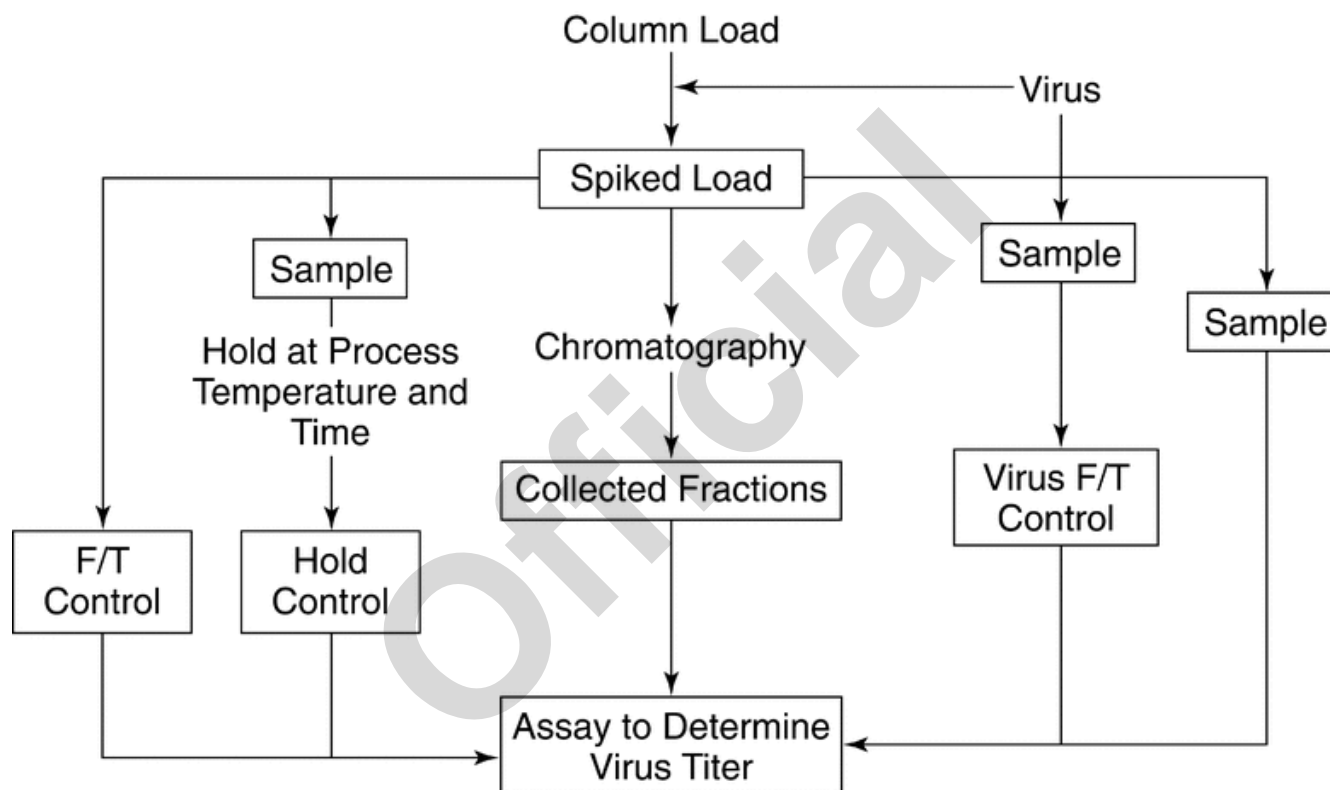 Column Load
Virus
Spiked Load
Sample
Sample
Sample
Hold at Process
Temperature and
Time
Chromatography
Collected Fractions
Virus F/T
Control
F/T
Control
Hold
Control
Assay to Determine
Virus Titer
Official